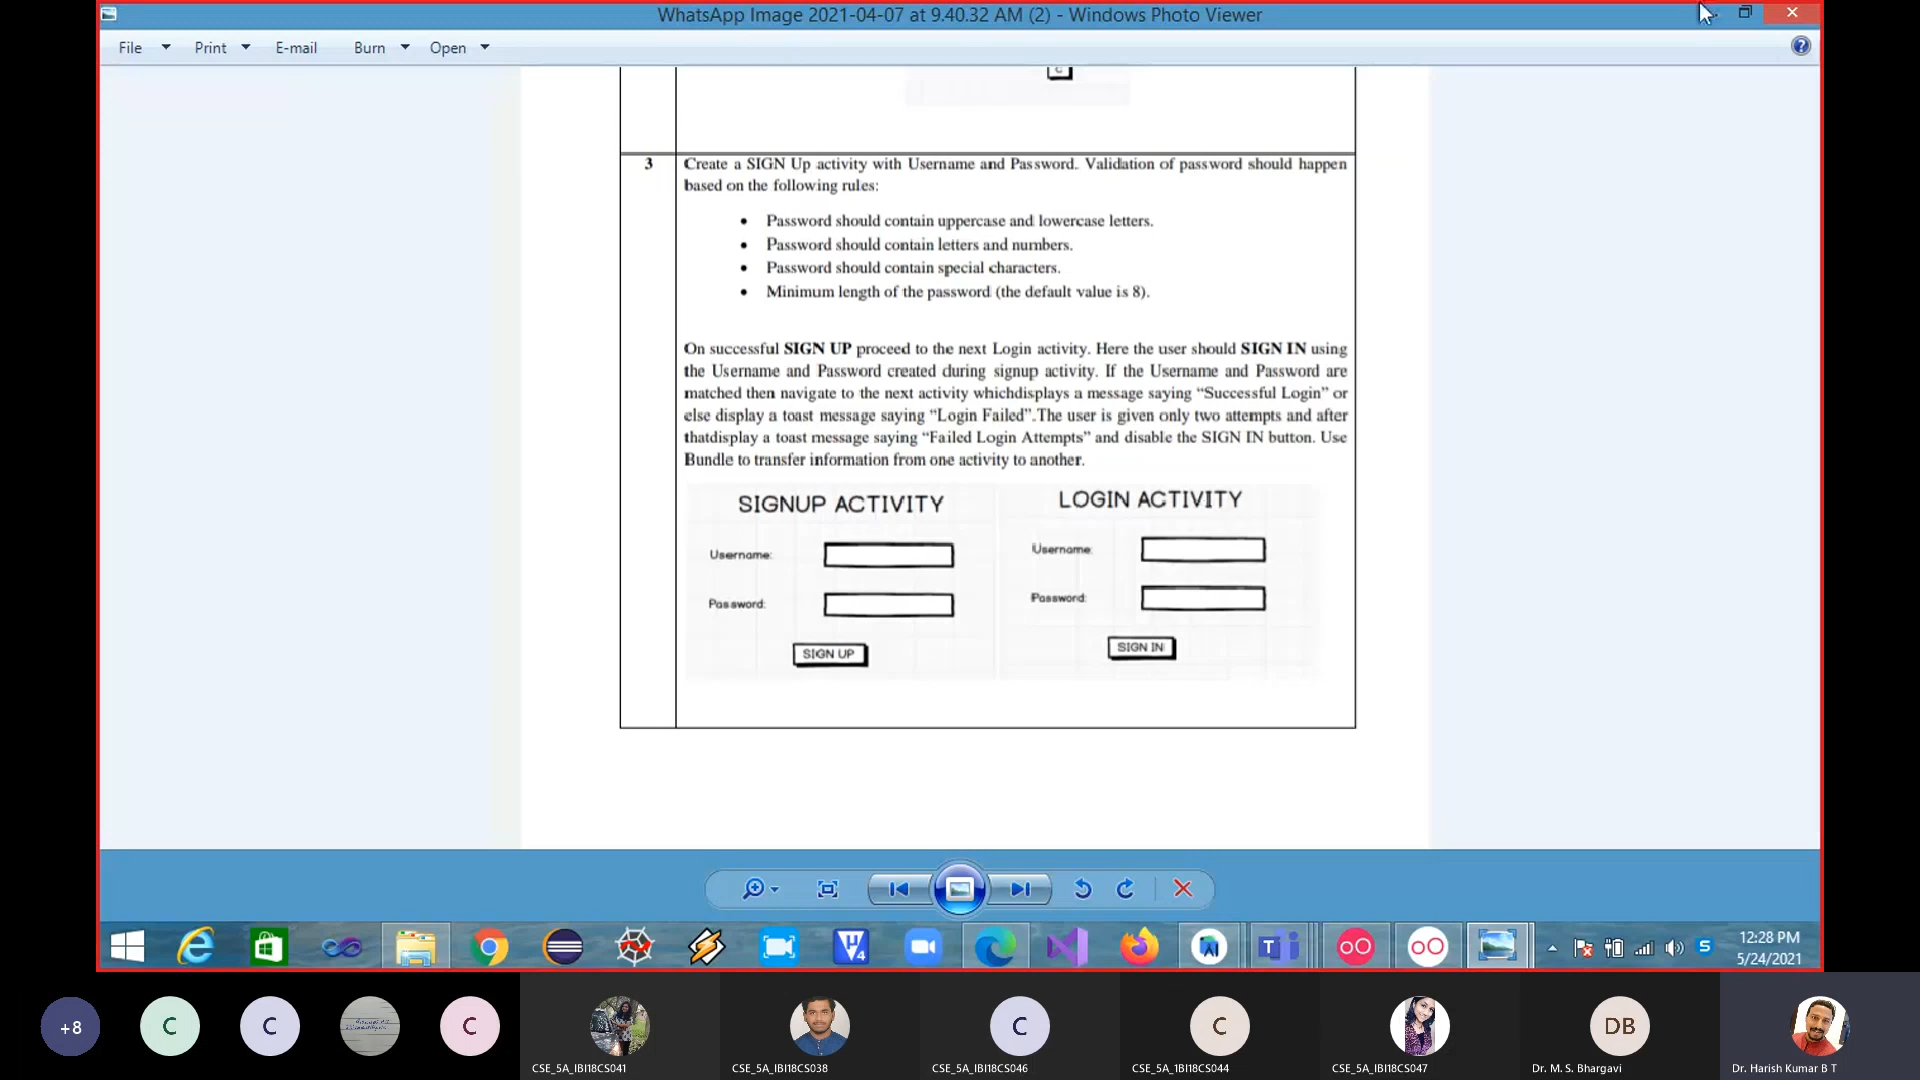 WhatsApp Image 2021-04-07 at 9.40.32 AM (2) - Windows Photo Viewer
File Print E-mail Burn Open
C
3 Create a SIGN Up activity with Username and Password. Validation of password should happen
based on the following rules:
• Password should contain uppercase and lowercase letters.
• Password should contain letters and numbers.
• Password should contain special characters.
• Minimum length of the password (the default value is 8).
On successful SIGN UP proceed to the next Login activity. Here the user should SIGN IN using
the Username and Password created during signup activity. If the Username and Password are
matched then navigate to the next activity whichdisplays a message saying “Successful Login” or
else display a toast message saying “Login Failed”.The user is given only two attempts and after
thatdisplay a toast message saying “Failed Login Attempts” and disable the SIGN IN button. Use
Bundle to transfer information from one activity to another.
SIGNUP ACTIVITY
Username:
Password:
SIGN UP
LOGIN ACTIVITY
Username:
Password:
SIGN IN
12:28 PM
5/24/2021
+8
C
C
C
CSE_5A_IBI18CS041
CSE_5A_IBI18CS038
C
CSE_5A_IBI18CS046
C
CSE_5A_1BI18CS044
CSE_5A_IBI18CS047
DB
Dr. M. S. Bhargavi
Dr. Harish Kumar B T